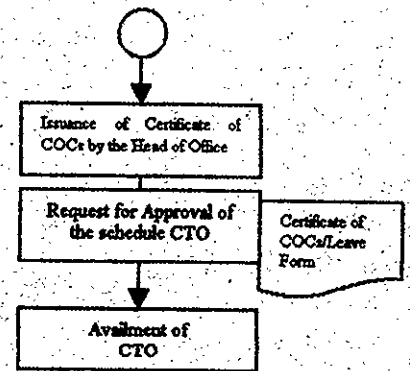 Issuance of Certificate of
COCs by the Head of Office
Request for Approval of
the schedule CTO
Certificate of
COCs/Leave
Form
Availment of
CTO